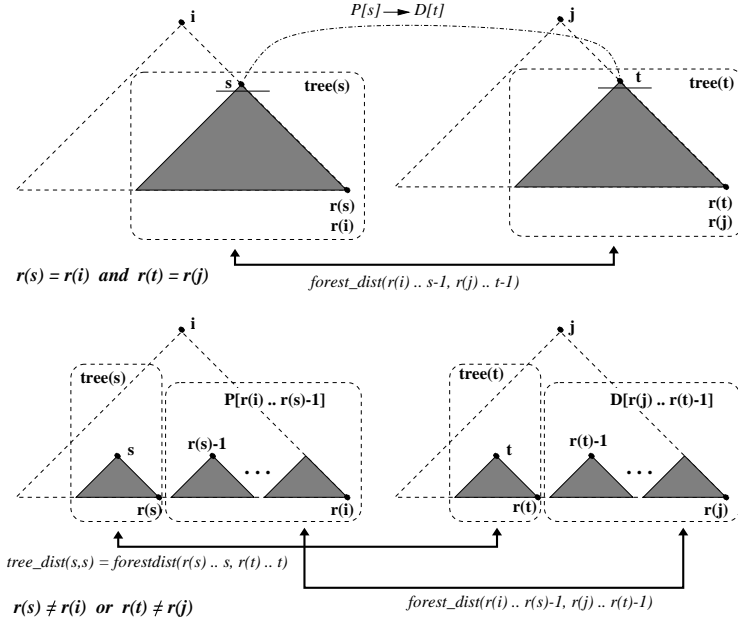 P[s] → D[t]
i
j
s
tree(s)
t
tree(t)
r(s)
r(i)
r(t)
r(j)
r(s) = r(i) and r(t) = r(j)
forest_dist(r(i) .. s-1, r(j) .. t-1)
i
j
tree(s)
P[r(i) .. r(s)-1]
tree(t)
D[r(j) .. r(t)-1]
s
r(s)-1
...
t
r(t)-1
...
r(s)
r(i)
r(t)
r(j)
tree_dist(s,s) = forestdist(r(s) .. s, r(t) .. t)
forest_dist(r(i) .. r(s)-1, r(j) .. r(t)-1)
r(s) ≠ r(i) or r(t) ≠ r(j)